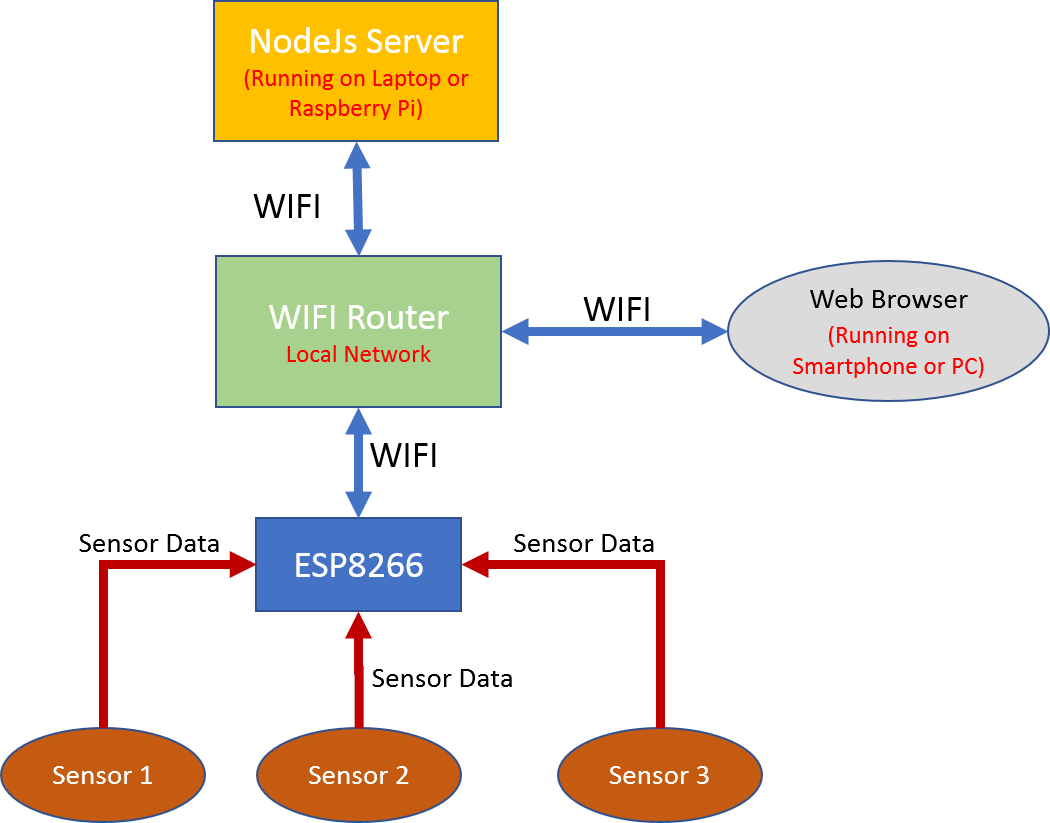 NodeJs Server
(Running on Laptop or
Raspberry Pi)
WIFI
WIFI Router
Local Network
WIFI
Web Browser
(Running on
Smartphone or PC)
WIFI
Sensor Data
ESP8266
Sensor Data
Sensor Data
Sensor 1
Sensor 2
Sensor 3